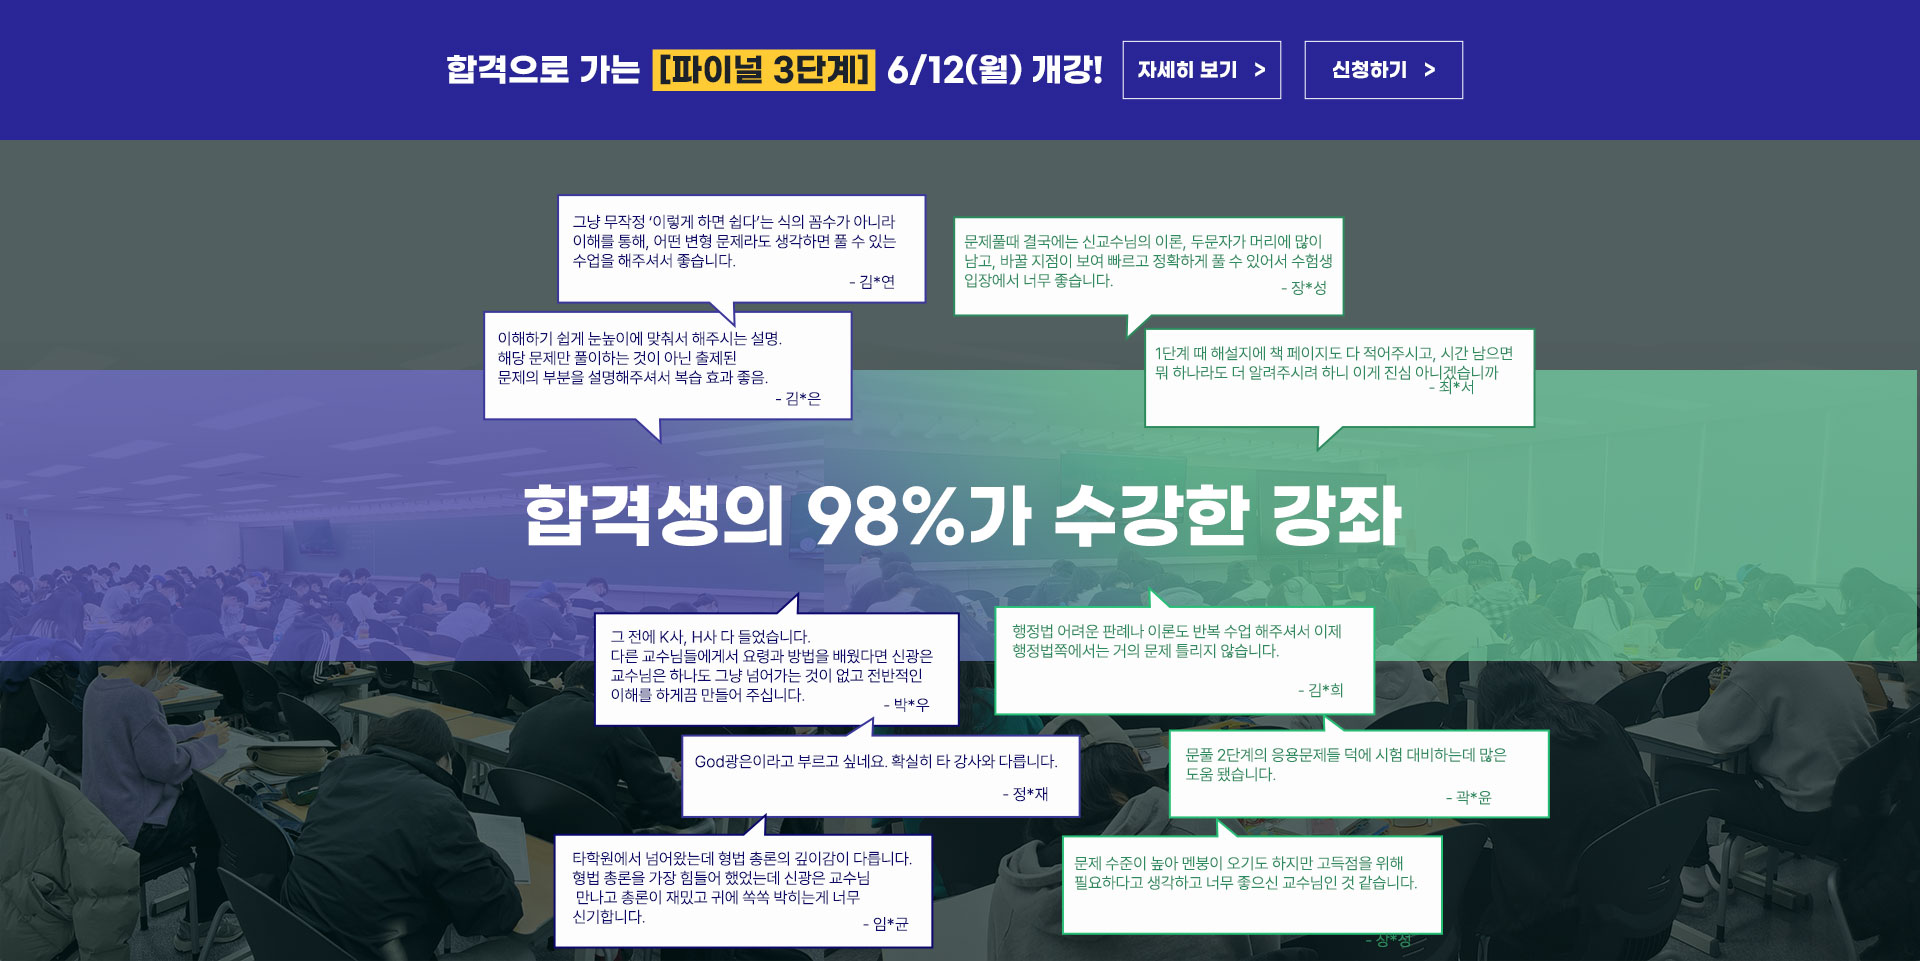 합격으로 가는 [파이널 3단계] 6/12(월) 개강!
자세히 보기 >
신청하기 >
그냥 무작정 ‘이렇게 하면 쉽다’는 식의 꼼수가 아니라
이해를 통해, 어떤 변형 문제라도 생각하면 풀 수 있는
수업을 해주셔서 좋습니다.
- 김*연
문제풀때 결국에는 신교수님의 이론, 두문자가 머리에 많이
남고, 바꿀 지점이 보여 빠르고 정확하게 풀 수 있어서 수험생
입장에서 너무 좋습니다.
- 장*성
이해하기 쉽게 눈높이에 맞춰서 해주시는 설명.
해당 문제만 풀이하는 것이 아닌 출제된
문제의 부분을 설명해주셔서 복습 효과 좋음.
- 김*은
1단계 때 해설지에 책 페이지도 다 적어주시고, 시간 남으면
뭐 하나라도 더 알려주시려 하니 이게 진심 아니겠습니까
- 최*서
합격생의 98%가 수강한 강좌
그 전에 K사, H사 다 들었습니다.
다른 교수님들에게서 요령과 방법을 배웠다면 신광은
교수님은 하나도 그냥 넘어가는 것이 없고 전반적인
이해를 하게끔 만들어 주십니다.
- 박*우
행정법 어려운 판례나 이론도 반복 수업 해주셔서 이제
행정법쪽에서는 거의 문제 틀리지 않습니다.
- 김*희
God광은이라고 부르고 싶네요. 확실히 타 강사와 다릅니다.
- 정*재
문풀 2단계의 응용문제들 덕에 시험 대비하는데 많은
도움 됐습니다.
- 곽*윤
타학원에서 넘어왔는데 형법 총론의 깊이감이 다릅니다.
형법 총론을 가장 힘들어 했었는데 신광은 교수님
만나고 총론이 재밌고 귀에 쏙쏙 박히는게 너무
신기합니다.
- 임*균
문제 수준이 높아 멘붕이 오기도 하지만 고득점을 위해
필요하다고 생각하고 너무 좋으신 교수님인 것 같습니다.